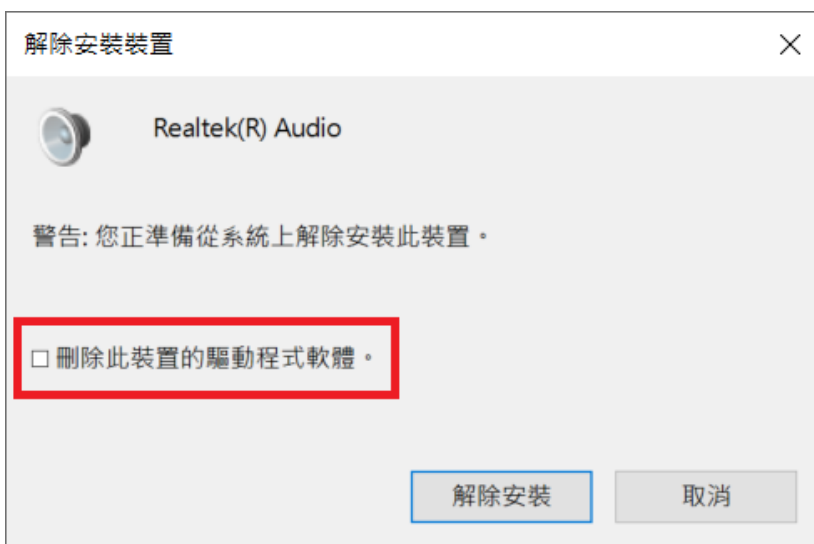 解除安裝裝置
Realtek(R) Audio
警告: 您正準備從系統上解除安裝此裝置。
刪除此裝置的驅動程式軟體。
解除安裝
取消